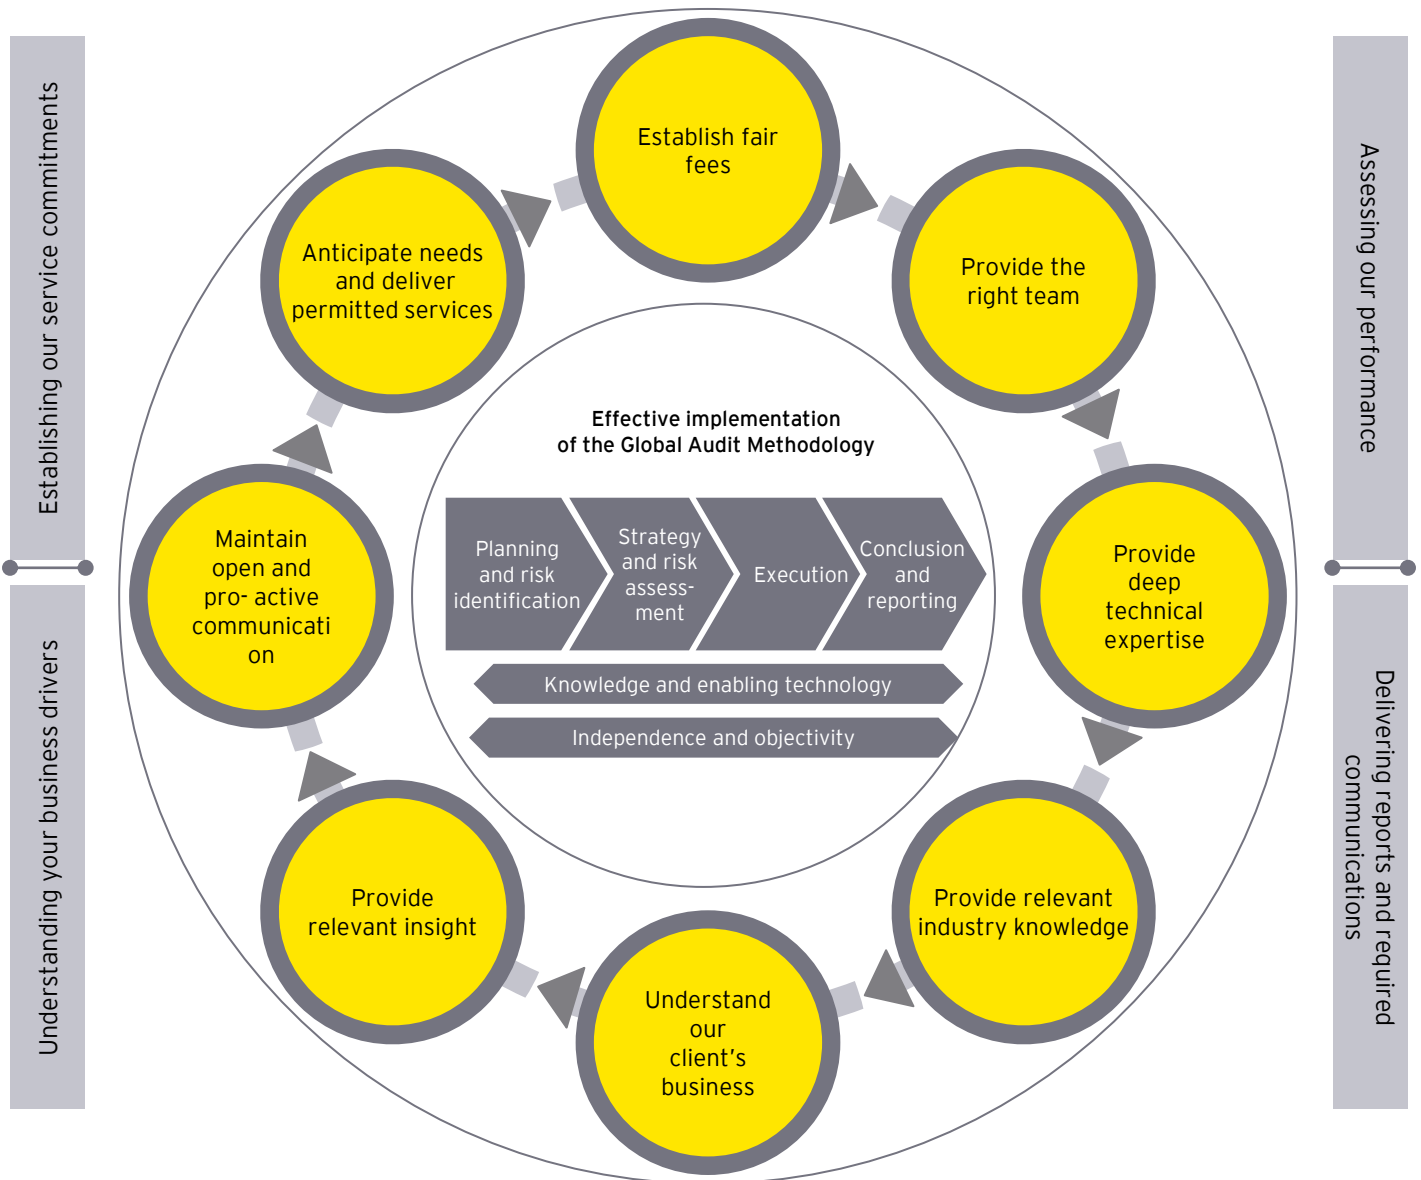 Establishing our service commitments
Understanding your business drivers
Establish fair
fees
Provide the
right team
Provide
deep
technical
expertise
Provide relevant
industry knowledge
Understand
our
client’s
business
Provide
relevant insight
Maintain
open and
pro- active
communicati
on
Anticipate needs
and deliver
permitted services
Effective implementation
of the Global Audit Methodology
Planning
and risk
identification
Strategy
and risk
assess-
ment
Execution
Conclusion
and
reporting
Knowledge and enabling technology
Independence and objectivity
Assessing our performance
Delivering reports and required
communications